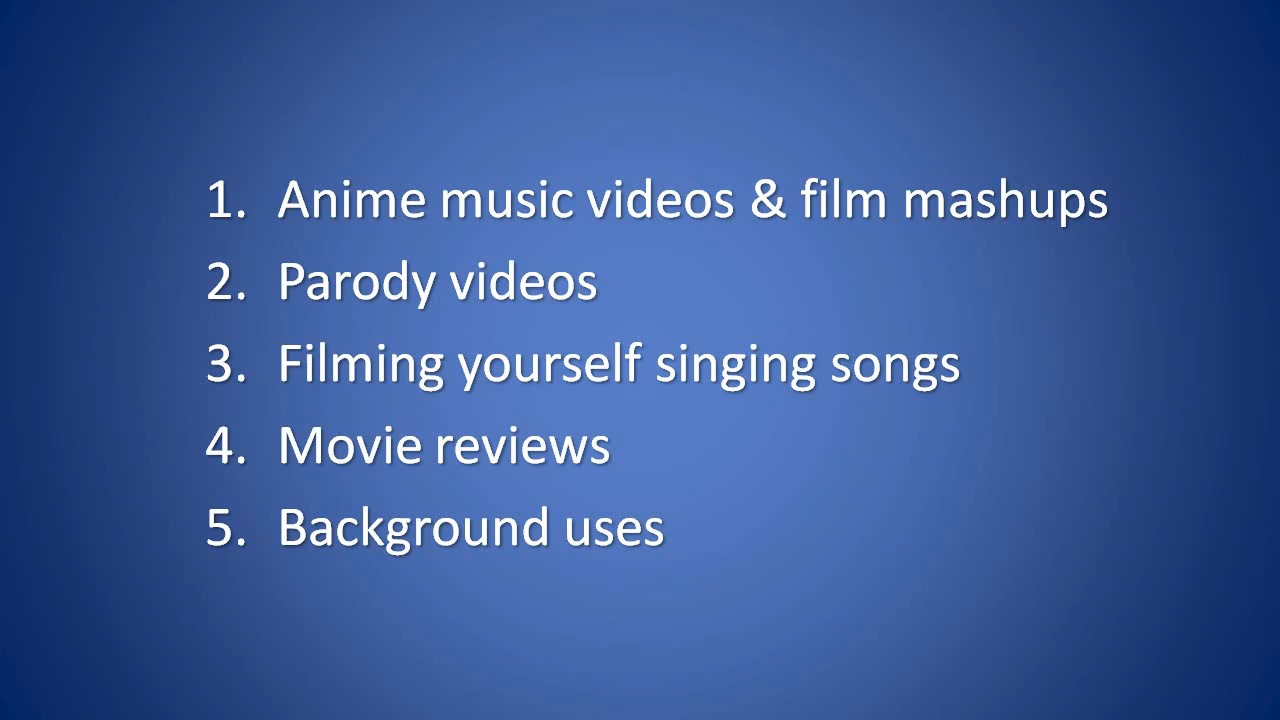 1. Anime music videos & film mashups
2. Parody videos
3. Filming yourself singing songs
4. Movie reviews
5. Background uses